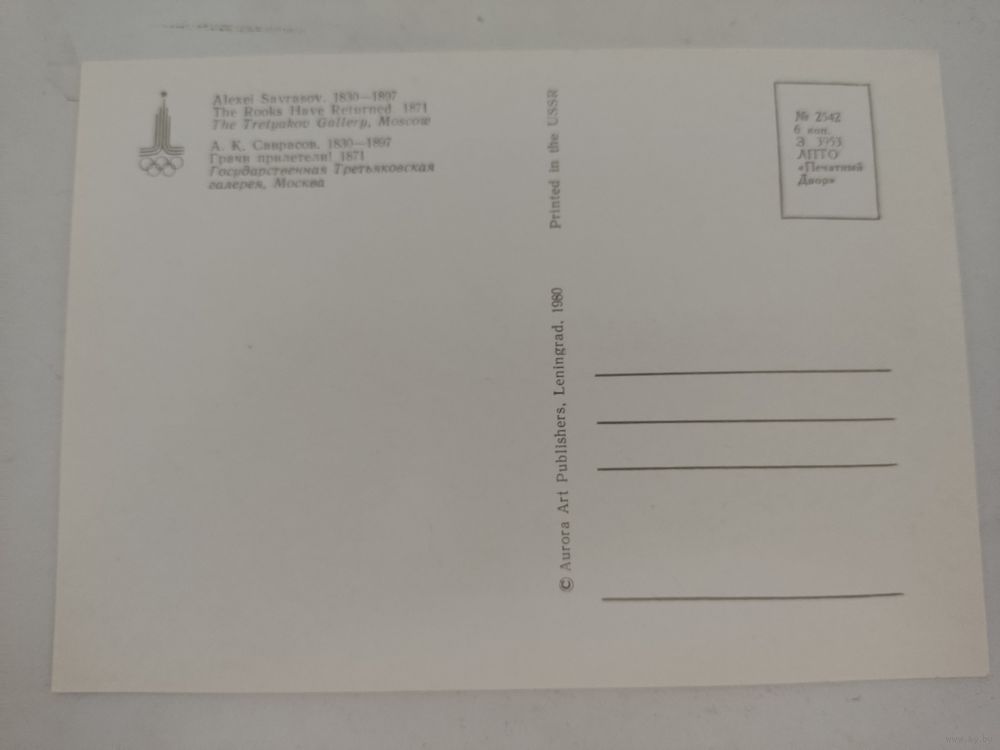 Alexei Savrasov. 1830—1897
The Rooks Have Returned. 1871
The Tretyakov Gallery, Moscow
А. К. Саврасов. 1830—1897
Грачи прилетели! 1871
Государственная Третьяковская
галерея, Москва
© Aurora Art Publishers, Leningrad, 1980 Printed in the USSR
№ 2542
6 коп.
З 3953
ЛПТО
«Печатный
Двор»